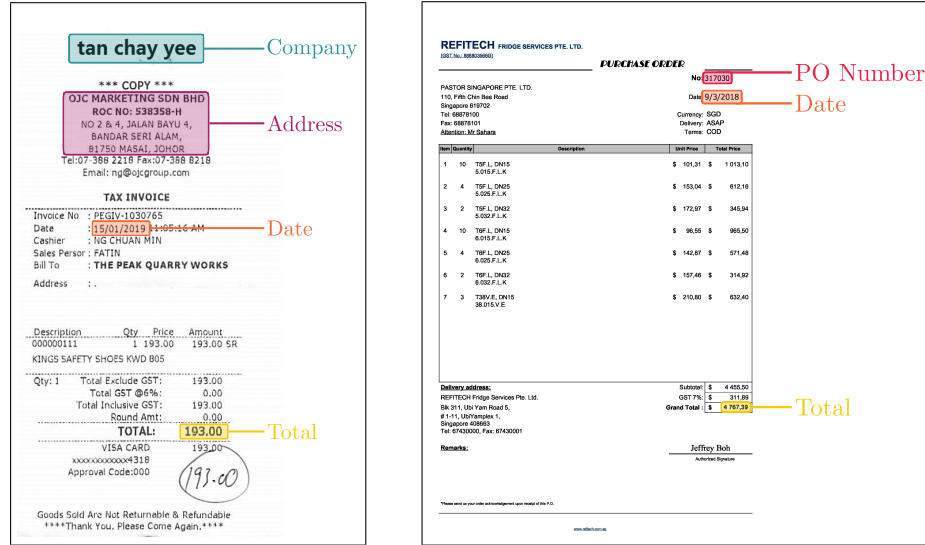 tan chay yee
Company
*** COPY ***
OJC MARKETING SDN BHD
ROC NO: 538358-H
NO 2 & 4, JALAN BAYU 4,
BANDAR SERI ALAM,
81750 MASAI, JOHOR
Address
Tel:07-388 2218 Fax:07-388 8218
Email: ng@ojcgroup.com
TAX INVOICE
Invoice No : PEGIV-1030765
Date : 15/01/2019 11:05:16 AM
Date
Cashier : NG CHUAN MIN
Sales Persor : FATIN
Bill To : THE PEAK QUARRY WORKS
Address : .
Description Qty Price Amount
000000111 1 193.00 193.00 SR
KINGS SAFETY SHOES KWD 805
Qty: 1 Total Exclude GST: 193.00
Total GST @6%: 0.00
Total Inclusive GST: 193.00
Round Amt: 0.00
TOTAL: 193.00
Total
VISA CARD 193.00
xxxxxxxxxxxx4318
Approval Code:000
193.00
Goods Sold Are Not Returnable & Refundable
****Thank You. Please Come Again.****
REFITECH FRIDGE SERVICES PTE. LTD.
PURCHASE ORDER
No: 317030
PO Number
Date 9/3/2018
Date
PASTOR SINGAPORE PTE. LTD.
110, Fifth Chin Bee Road
Singapore 619702
Tel: 68878100
Fax: 68878101
Attention: Mr Sahara
Currency: SGD
Delivery: ASAP
Terms: COD
Item Quantity Description Unit Price Total Price
1 10 T5F.L, DN15 $ 101,31 $ 1 013,10
5.015.F.L.K
2 4 T5F.L, DN25 $ 153,04 $ 612,16
5.025.F.L.K
3 2 T5F.L, DN32 $ 172,97 $ 345,94
5.032.F.L.K
4 10 T6F.L, DN15 $ 96,55 $ 965,50
6.015.F.L.K
5 4 T6F.L, DN25 $ 142,87 $ 571,48
6.025.F.L.K
6 2 T6F.L, DN32 $ 157,46 $ 314,92
6.032.F.L.K
7 3 T38V.E, DN15 $ 210,80 $ 632,40
38.015.V.E
Delivery address:
REFITECH Fridge Services Pte. Ltd.
Blk 311, Ubi Yam Road 5,
# 1-11, UbiYamplex 1,
Singapore 408663
Tel: 67430000, Fax: 67430001
Subtotal: $ 4 455,50
GST 7%: $ 311,89
Grand Total : $ 4 767,39
Total
Remarks:
Jeffrey Boh
Authorized Signature
*Please send us your order acknowledgement upon receipt of this P.O.
www.refitech.com.sg